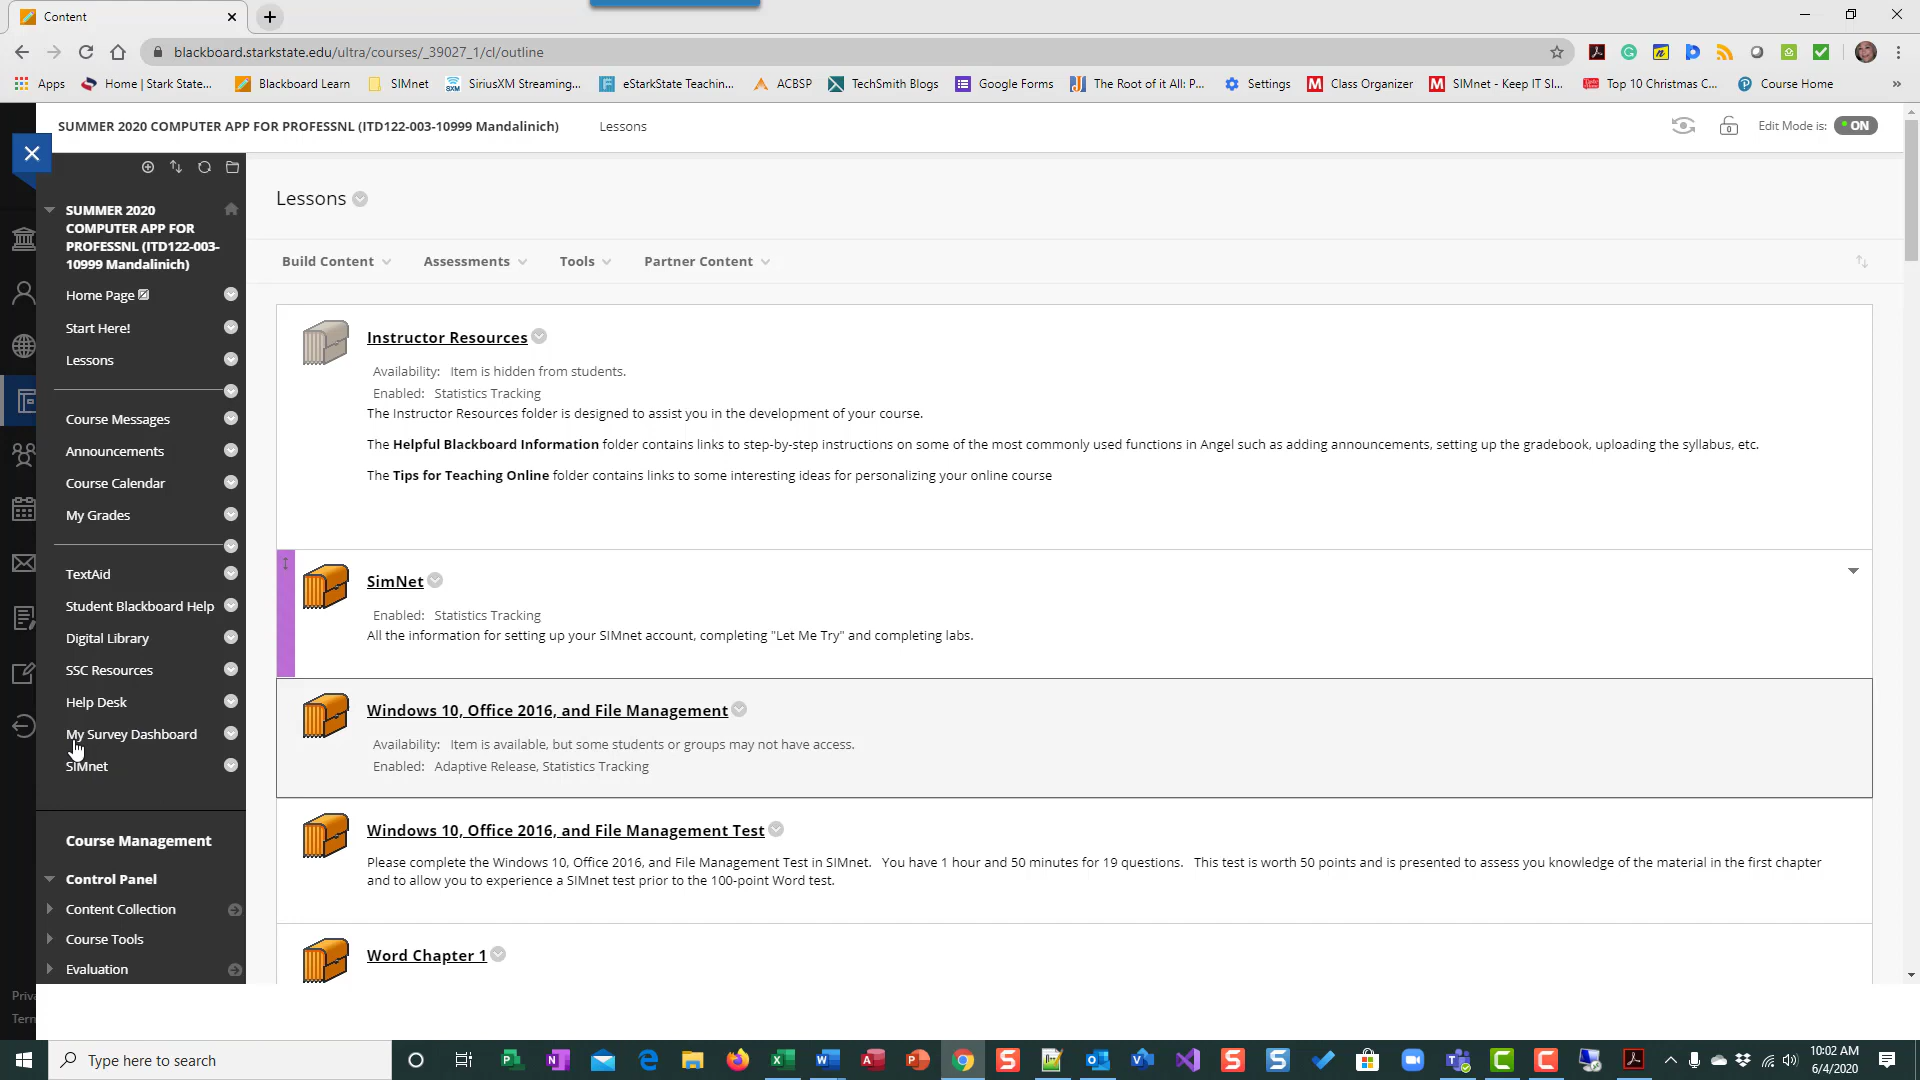 Content
blackboard.starkstate.edu/ultra/courses/_39027_1/cl/outline
Apps
Home | Stark State...
Blackboard Learn
SIMnet
SiriusXM Streaming...
eStarkState Teachin...
ACBSP
TechSmith Blogs
Google Forms
The Root of it All: P...
Settings
Class Organizer
SIMnet - Keep IT SI...
Top 10 Christmas C...
Course Home
SUMMER 2020 COMPUTER APP FOR PROFESSNL (ITD122-003-10999 Mandalinich)
Lessons
Edit Mode is:
ON
SUMMER 2020
COMPUTER APP FOR
PROFESSNL (ITD122-003-
10999 Mandalinich)
Home Page
Start Here!
Lessons
Course Messages
Announcements
Course Calendar
My Grades
TextAid
Student Blackboard Help
Digital Library
SSC Resources
Help Desk
My Survey Dashboard
SIMnet
Course Management
Control Panel
Content Collection
Course Tools
Evaluation
Priva
Term
Lessons
Build Content
Assessments
Tools
Partner Content
Instructor Resources
Availability: Item is hidden from students.
Enabled: Statistics Tracking
The Instructor Resources folder is designed to assist you in the development of your course.
The Helpful Blackboard Information folder contains links to step-by-step instructions on some of the most commonly used functions in Angel such as adding announcements, setting up the gradebook, uploading the syllabus, etc.
The Tips for Teaching Online folder contains links to some interesting ideas for personalizing your online course
SimNet
Enabled: Statistics Tracking
All the information for setting up your SIMnet account, completing "Let Me Try" and completing labs.
Windows 10, Office 2016, and File Management
Availability: Item is available, but some students or groups may not have access.
Enabled: Adaptive Release, Statistics Tracking
Windows 10, Office 2016, and File Management Test
Please complete the Windows 10, Office 2016, and File Management Test in SIMnet. You have 1 hour and 50 minutes for 19 questions. This test is worth 50 points and is presented to assess you knowledge of the material in the first chapter
and to allow you to experience a SIMnet test prior to the 100-point Word test.
Word Chapter 1
Type here to search
10:02 AM
6/4/2020